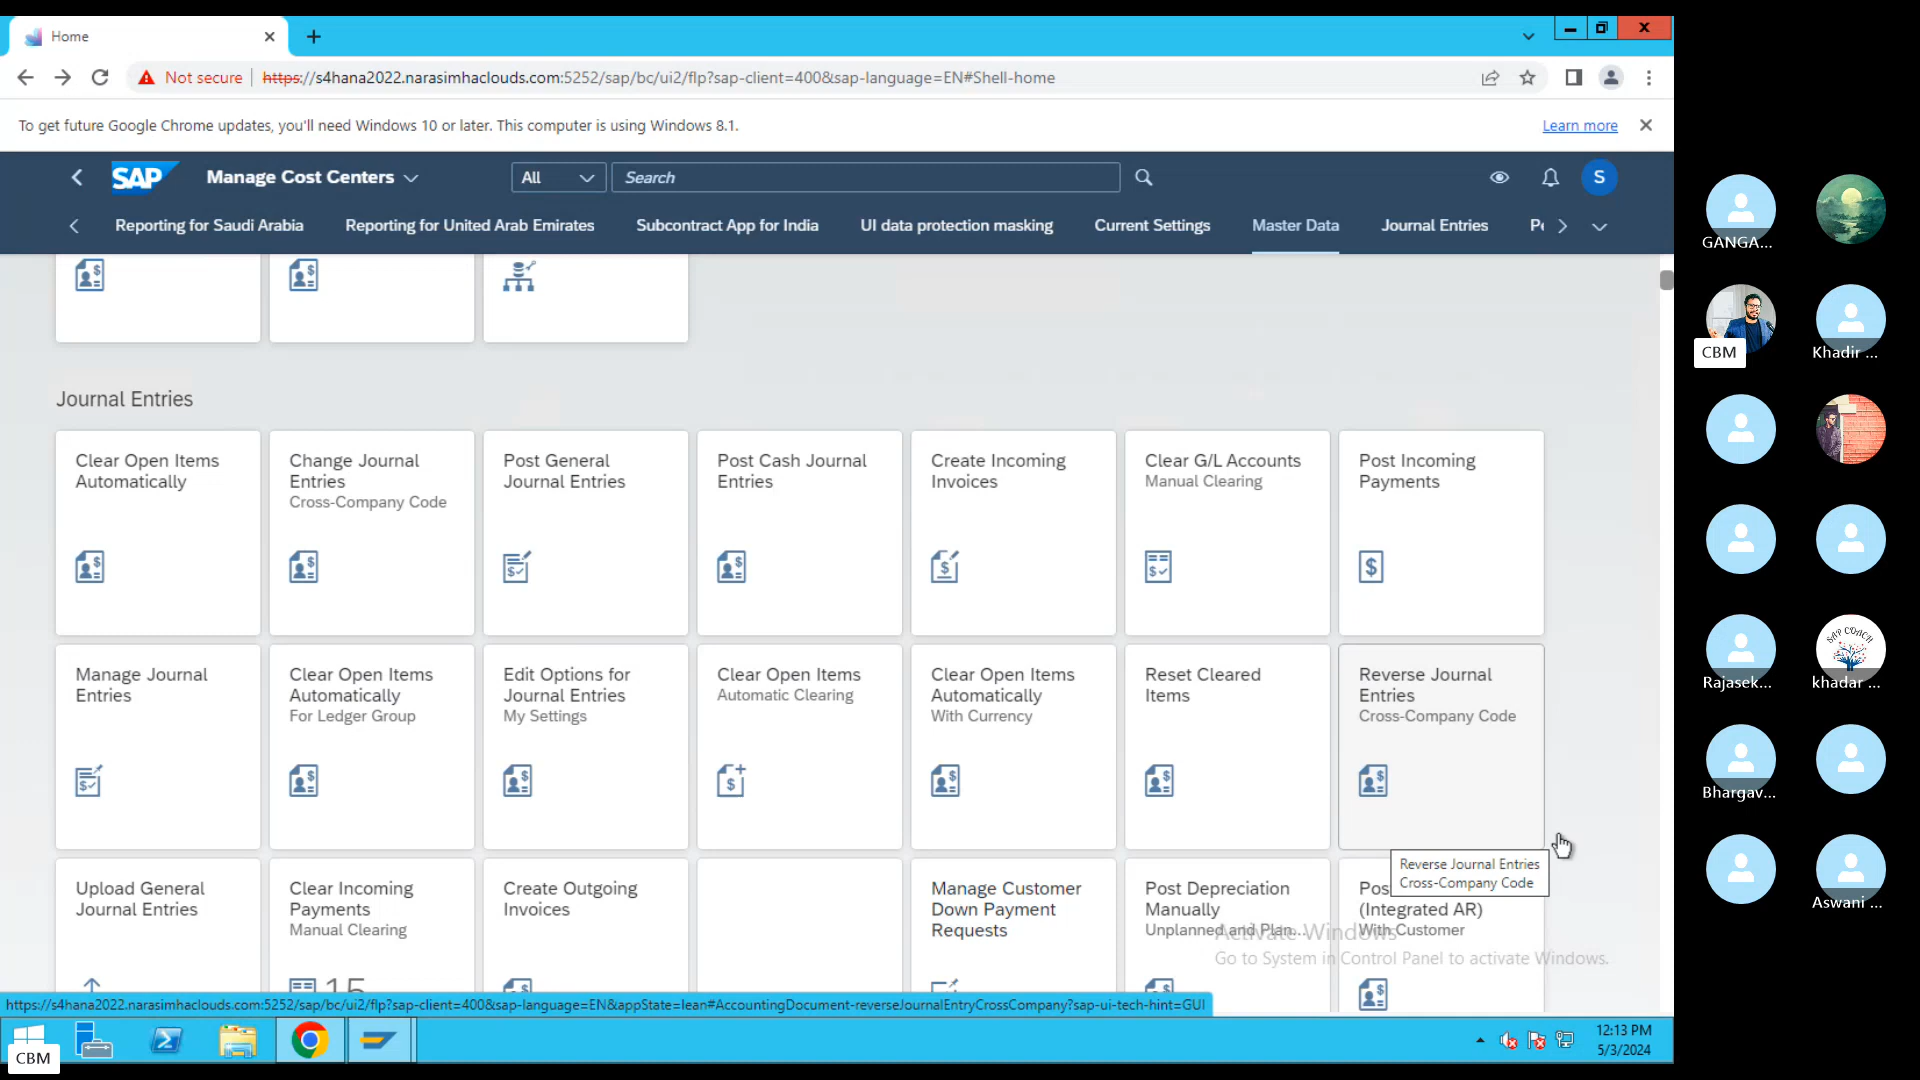 Home
Not secure
https://s4hana2022.narasimhaclouds.com:5252/sap/bc/ui2/flp?sap-client=400&sap-language=EN#Shell-home
To get future Google Chrome updates, you'll need Windows 10 or later. This computer is using Windows 8.1.
Learn more
SAP
Manage Cost Centers
All
Search
S
Reporting for Saudi Arabia
Reporting for United Arab Emirates
Subcontract App for India
UI data protection masking
Current Settings
Master Data
Journal Entries
Journal Entries
Clear Open Items
Automatically
Change Journal
Entries
Cross-Company Code
Post General
Journal Entries
Post Cash Journal
Entries
Create Incoming
Invoices
Clear G/L Accounts
Manual Clearing
Post Incoming
Payments
Manage Journal
Entries
Clear Open Items
Automatically
For Ledger Group
Edit Options for
Journal Entries
My Settings
Clear Open Items
Automatic Clearing
Clear Open Items
Automatically
With Currency
Reset Cleared
Items
Reverse Journal
Entries
Cross-Company Code
Reverse Journal Entries
Cross-Company Code
Upload General
Journal Entries
Clear Incoming
Payments
Manual Clearing
15
Create Outgoing
Invoices
Manage Customer
Down Payment
Requests
Post Depreciation
Manually
Unplanned and Plan...
Pos
(Integrated AR)
With Customer
Activate Windows
Go to System in Control Panel to activate Windows.
https://s4hana2022.narasimhaclouds.com:5252/sap/bc/ui2/flp?sap-client=400&sap-language=EN&appState=lean#AccountingDocument-reverseJournalEntryCrossCompany?sap-ui-tech-hint=GUI
CBM
12:13 PM
5/3/2024
GANGA...
CBM
Khadir ...
Rajasek...
SAP COACH
khadar ...
Bhargav...
Aswani ...